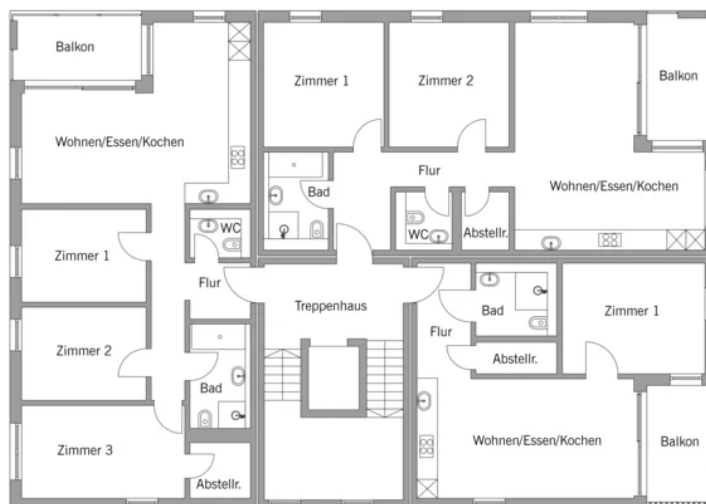 Balkon
Wohnen/Essen/Kochen
Zimmer 1
WC
Flur
Zimmer 2
Bad
Zimmer 3
Abstellr.
Zimmer 1
Zimmer 2
Balkon
Flur
Bad
Wohnen/Essen/Kochen
WC
Abstellr.
Treppenhaus
Bad
Zimmer 1
Flur
Abstellr.
Wohnen/Essen/Kochen
Balkon